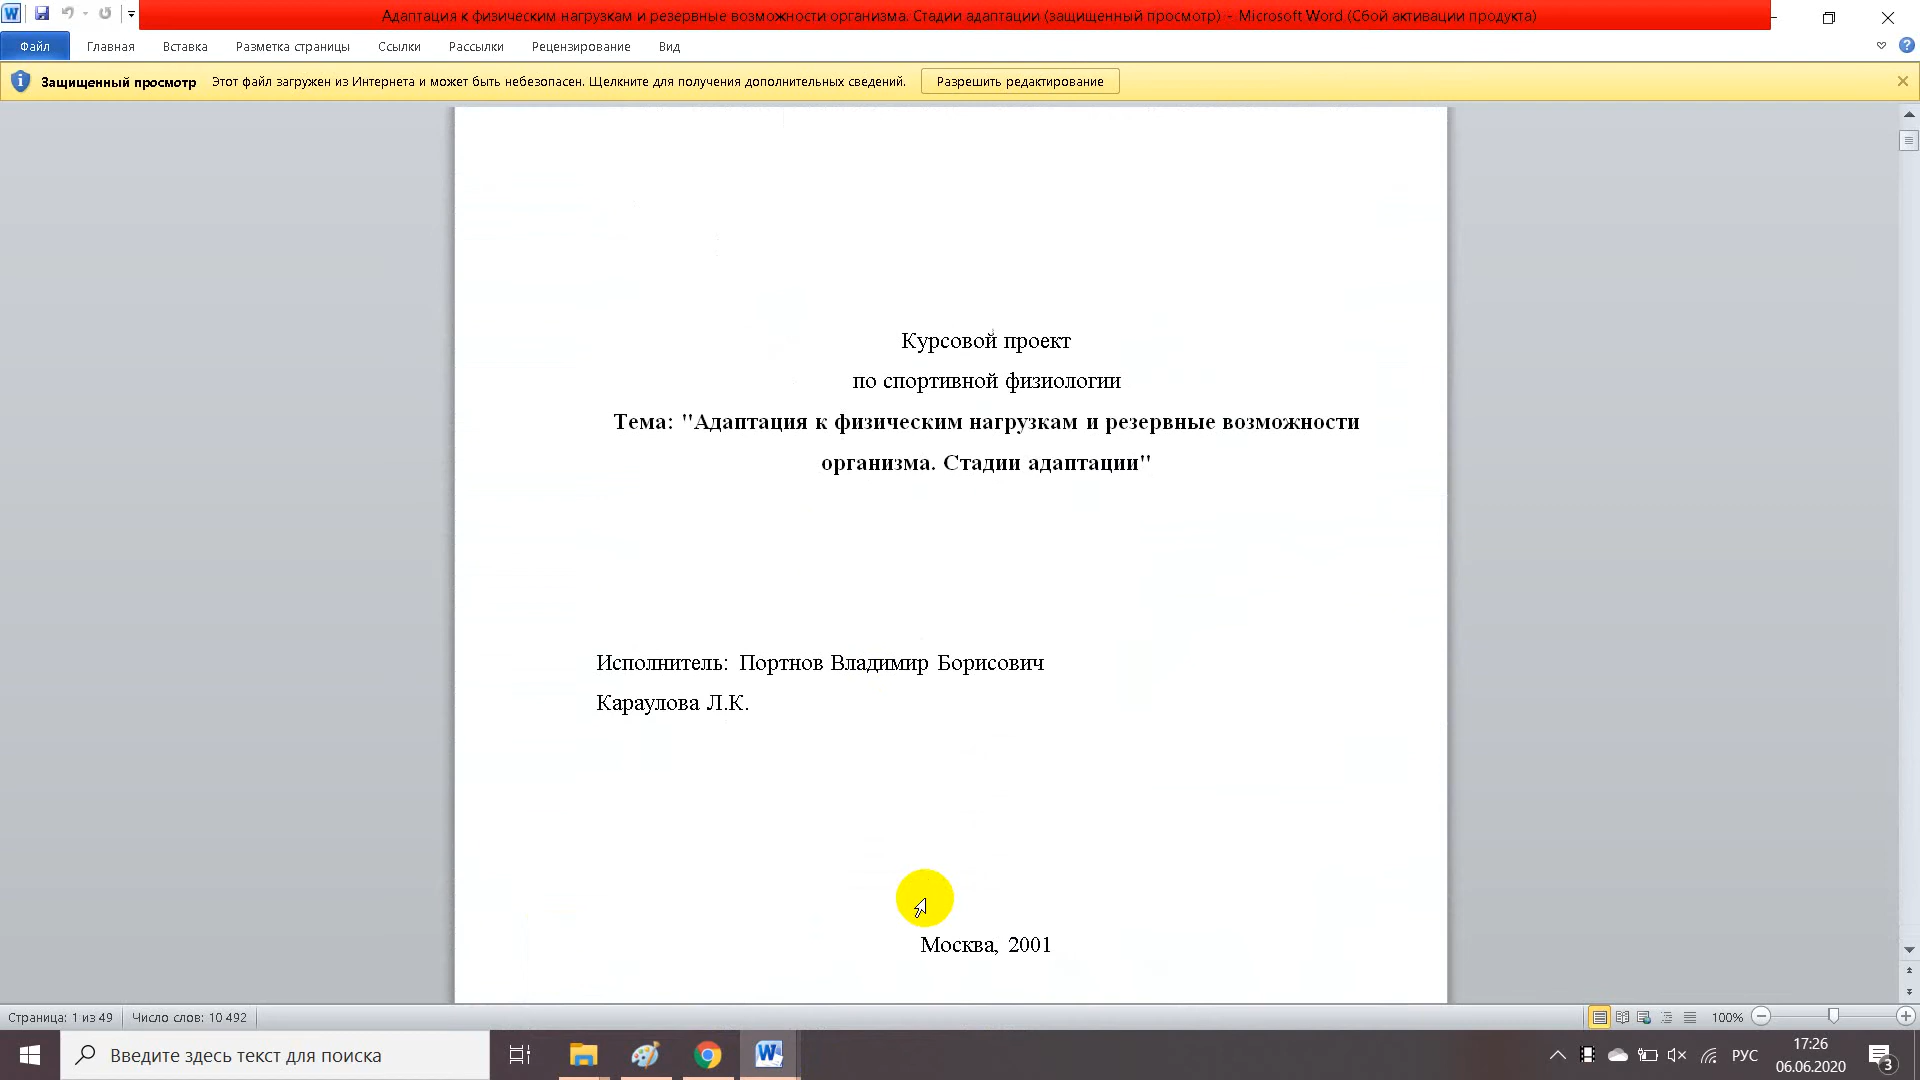 Адаптация к физическим нагрузкам и резервные возможности организма. Стадии адаптации (защищенный просмотр) - Microsoft Word (Сбой активации продукта)
Файл Главная Вставка Разметка страницы Ссылки Рассылки Рецензирование Вид
Защищенный просмотр Этот файл загружен из Интернета и может быть небезопасен. Щелкните для получения дополнительных сведений. Разрешить редактирование
Курсовой проект
по спортивной физиологии
Тема: "Адаптация к физическим нагрузкам и резервные возможности
организма. Стадии адаптации"
Исполнитель: Портнов Владимир Борисович
Караулова Л.К.
Москва, 2001
Страница: 1 из 49 Число слов: 10 492 100%
Введите здесь текст для поиска
РУС
17:26
06.06.2020
3